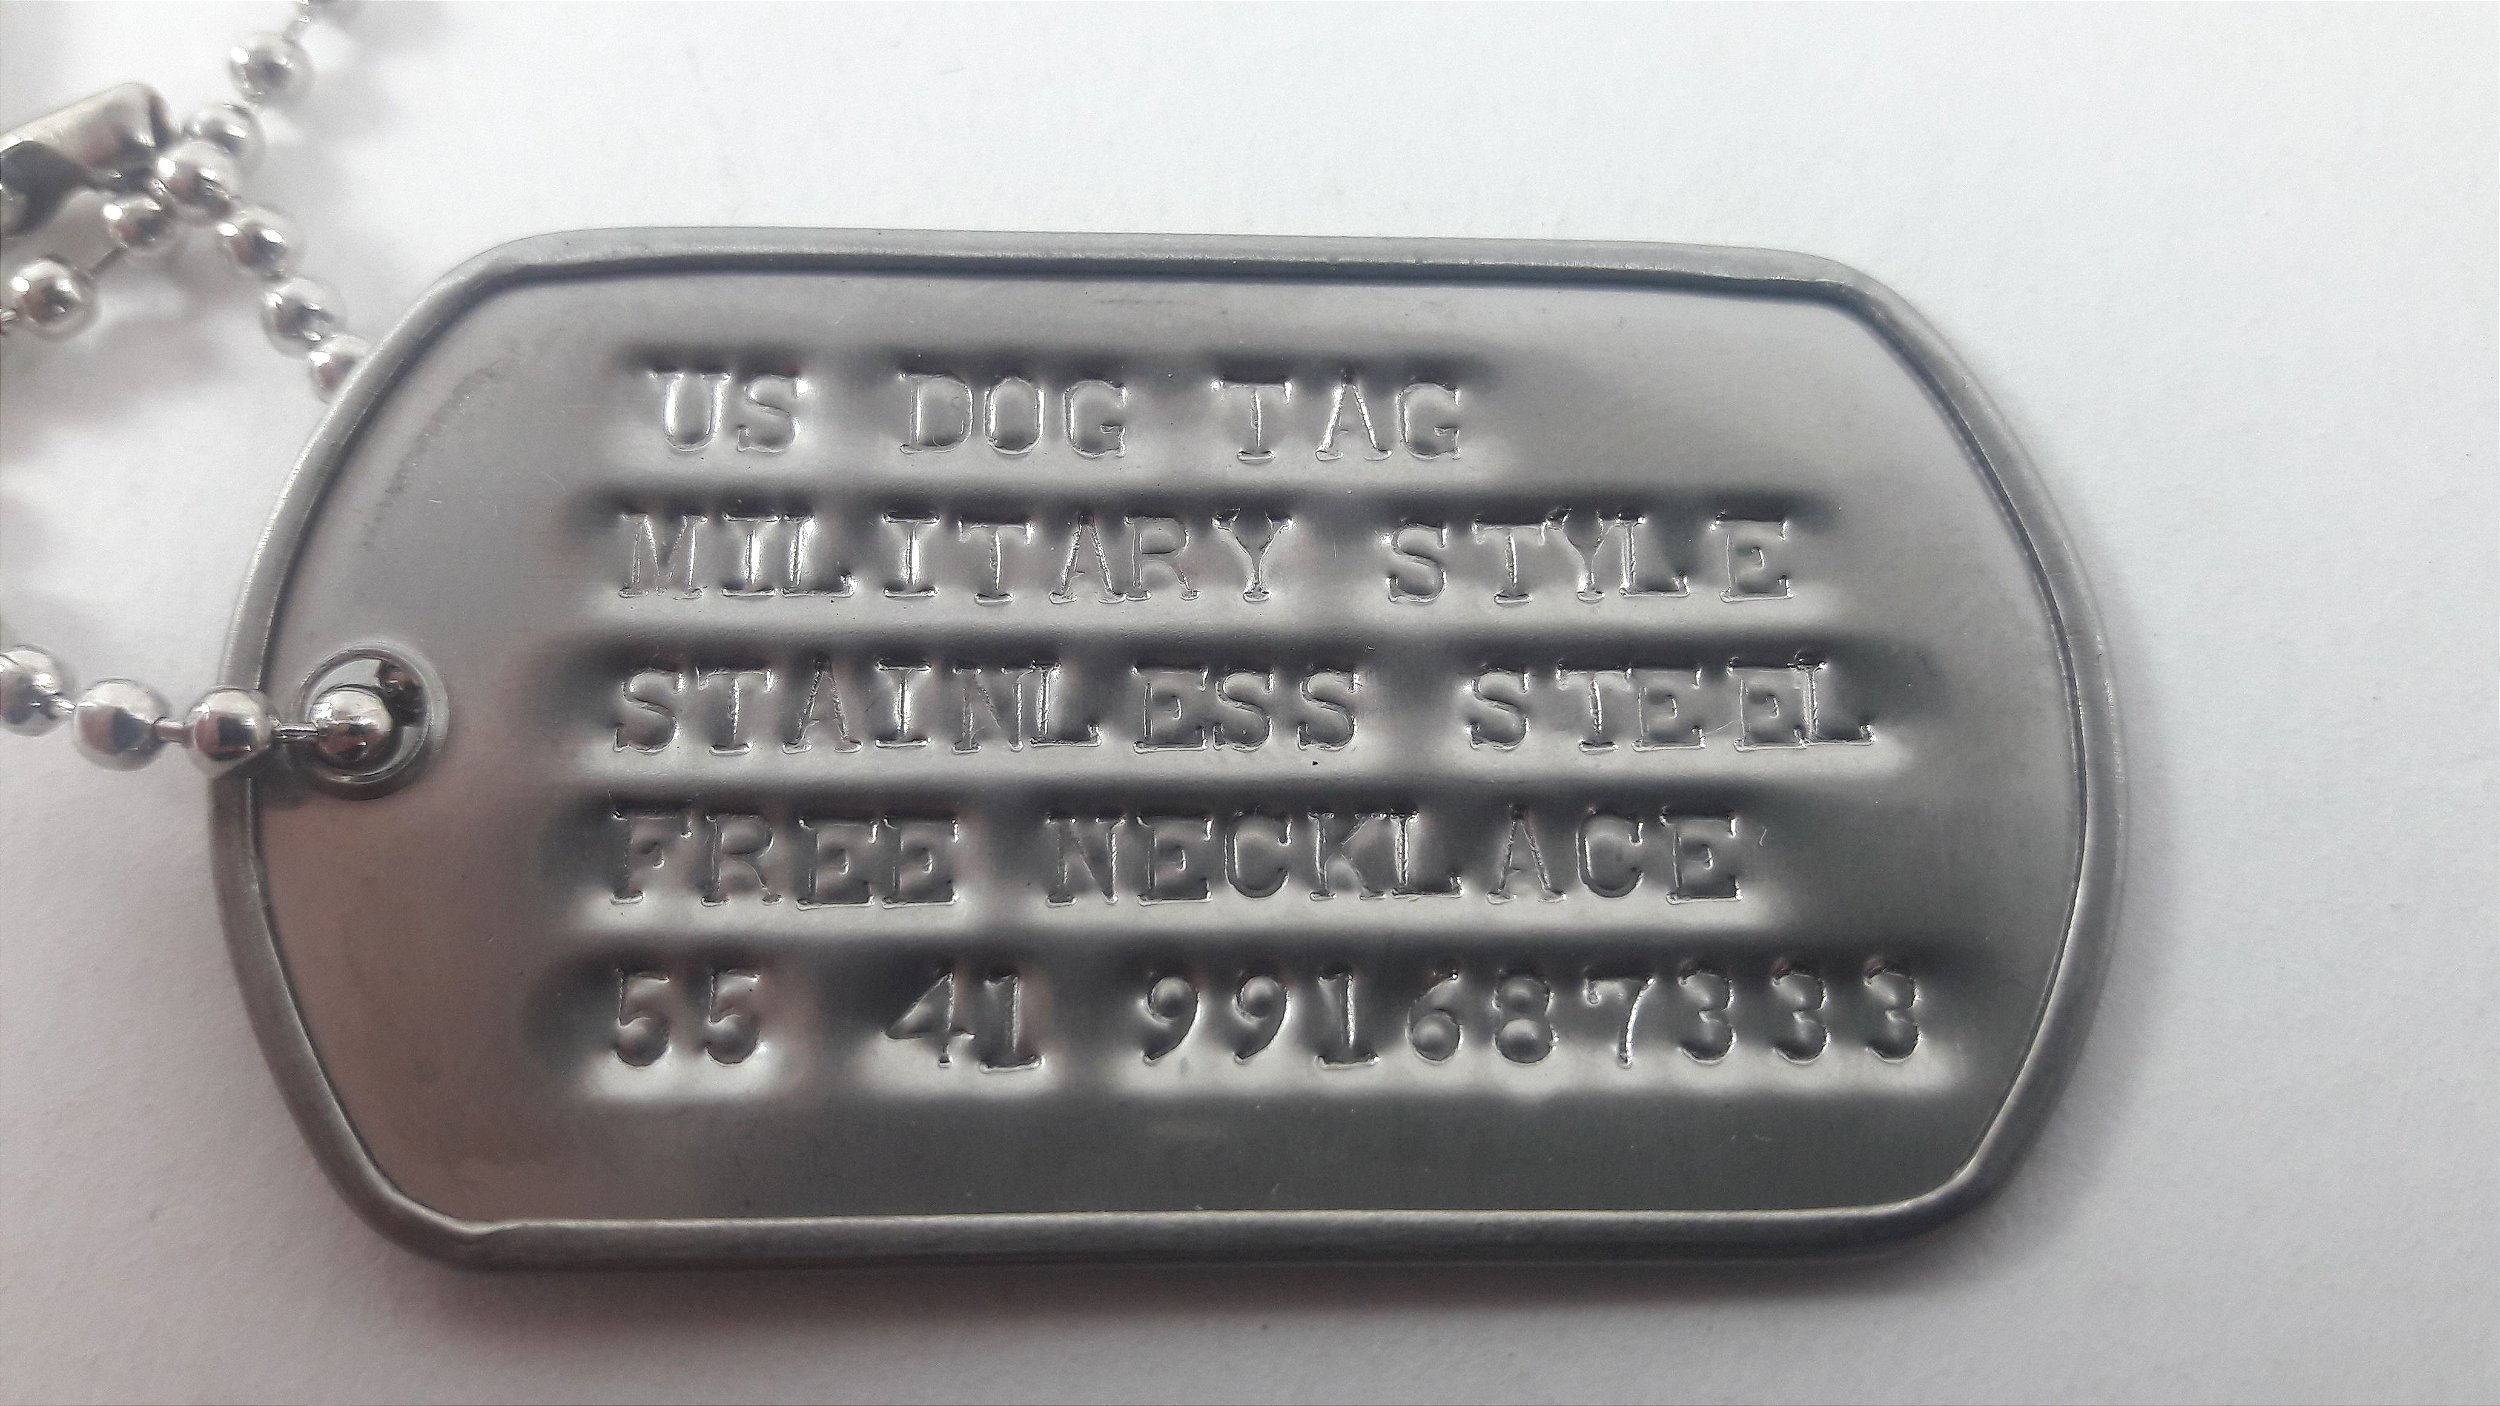 US DOG TAG
MILITARY STYLE
STAINLESS STEEL
FREE NECKLACE
55 41 991687333